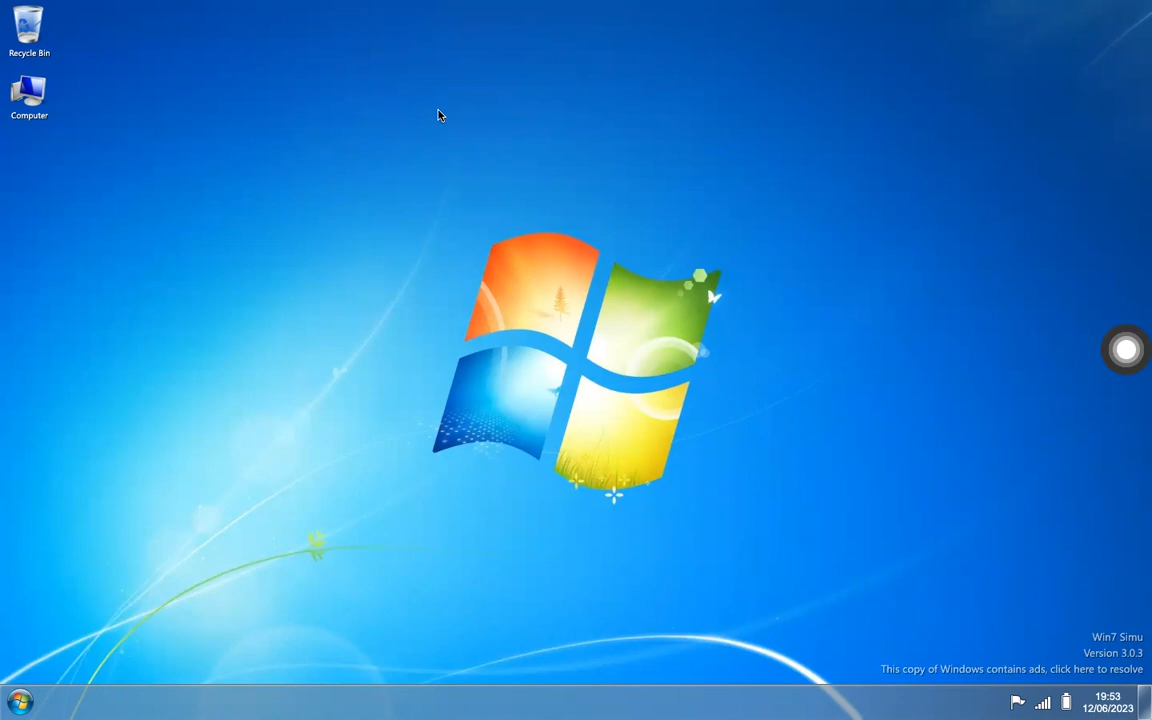 Recycle Bin
Computer
Win7 Simu
Version 3.0.3
This copy of Windows contains ads, click here to resolve
19:53
12/06/2023